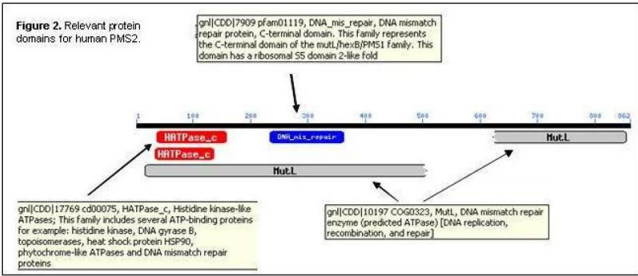 Figure 2. Relevant protein
domains for human PMS2.
gnl|CDD|7909 pfam01119, DNA_mis_repair, DNA mismatch
repair protein, C-terminal domain. This family represents
the C-terminal domain of the mutL/hexB/PMS1 family. This
domain has a ribosomal S5 domain 2-like fold
1 100 200 300 400 500 600 700 800 862
HATPase_c DNA_mis_repair MutL
HATPase_c
MutL
gnl|CDD|17769 cd00075, HATPase_c, Histidine kinase-like
ATPases; This family includes several ATP-binding proteins
for example: histidine kinase, DNA gyrase B,
topoisomerases, heat shock protein HSP90,
phytochrome-like ATPases and DNA mismatch repair
proteins
gnl|CDD|10197 COG0323, MutL, DNA mismatch repair
enzyme (predicted ATPase) [DNA replication,
recombination, and repair]